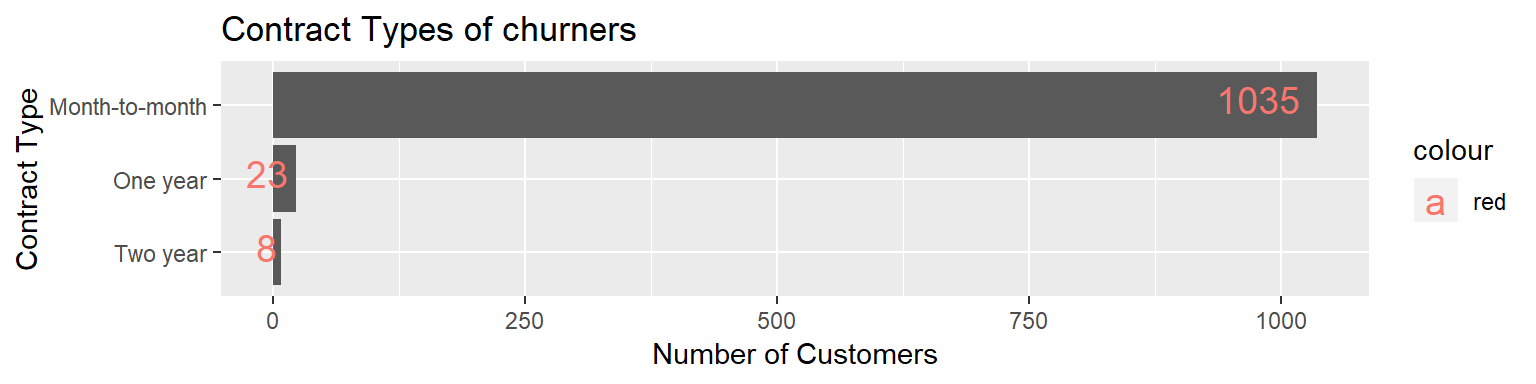 Contract Types of churners
Contract Type
Month-to-month
1035
One year
23
Two year
8
0 250 500 750 1000
Number of Customers
colour
a red